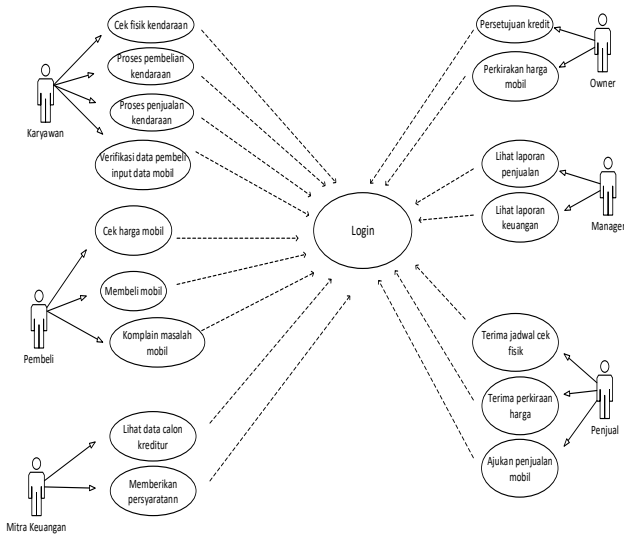 Cek fisik kendaraan
Proses pembelian
kendaraan
Proses penjualan
kendaraan
Verifikasi data pembeli
input data mobil
Karyawan
Cek harga mobil
Membeli mobil
Komplain masalah
mobil
Pembeli
Lihat data calon
kreditur
Memberikan
persyaratann
Mitra Keuangan
Login
Persetujuan kredit
Perkirakan harga
mobil
Owner
Lihat laporan
penjualan
Lihat laporan
keuangan
Manager
Terima jadwal cek
fisik
Terima perkiraan
harga
Ajukan penjualan
mobil
Penjual